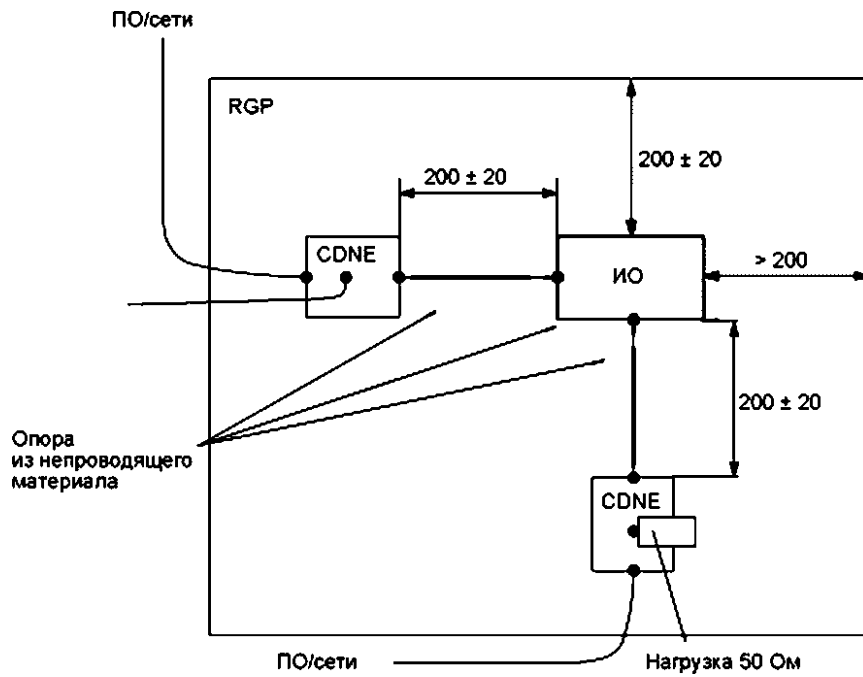 ПО/сети
RGP
200 ± 20
200 ± 20
CDNE
ИО
> 200
200 ± 20
Опора
из непроводящего
материала
CDNE
ПО/сети
Нагрузка 50 Ом